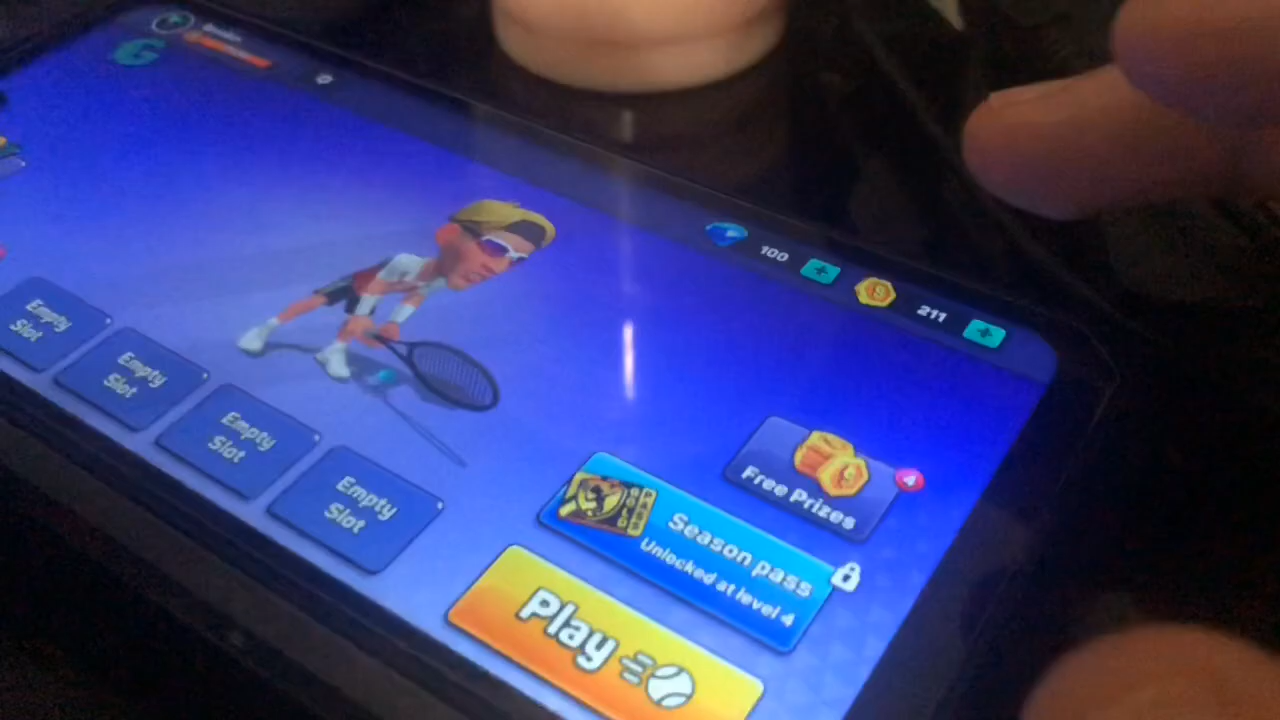 100
211
Empty
Slot
Empty
Slot
Empty
Slot
Empty
Slot
Free Prizes
4
Season pass
Unlocked at level 4
Play